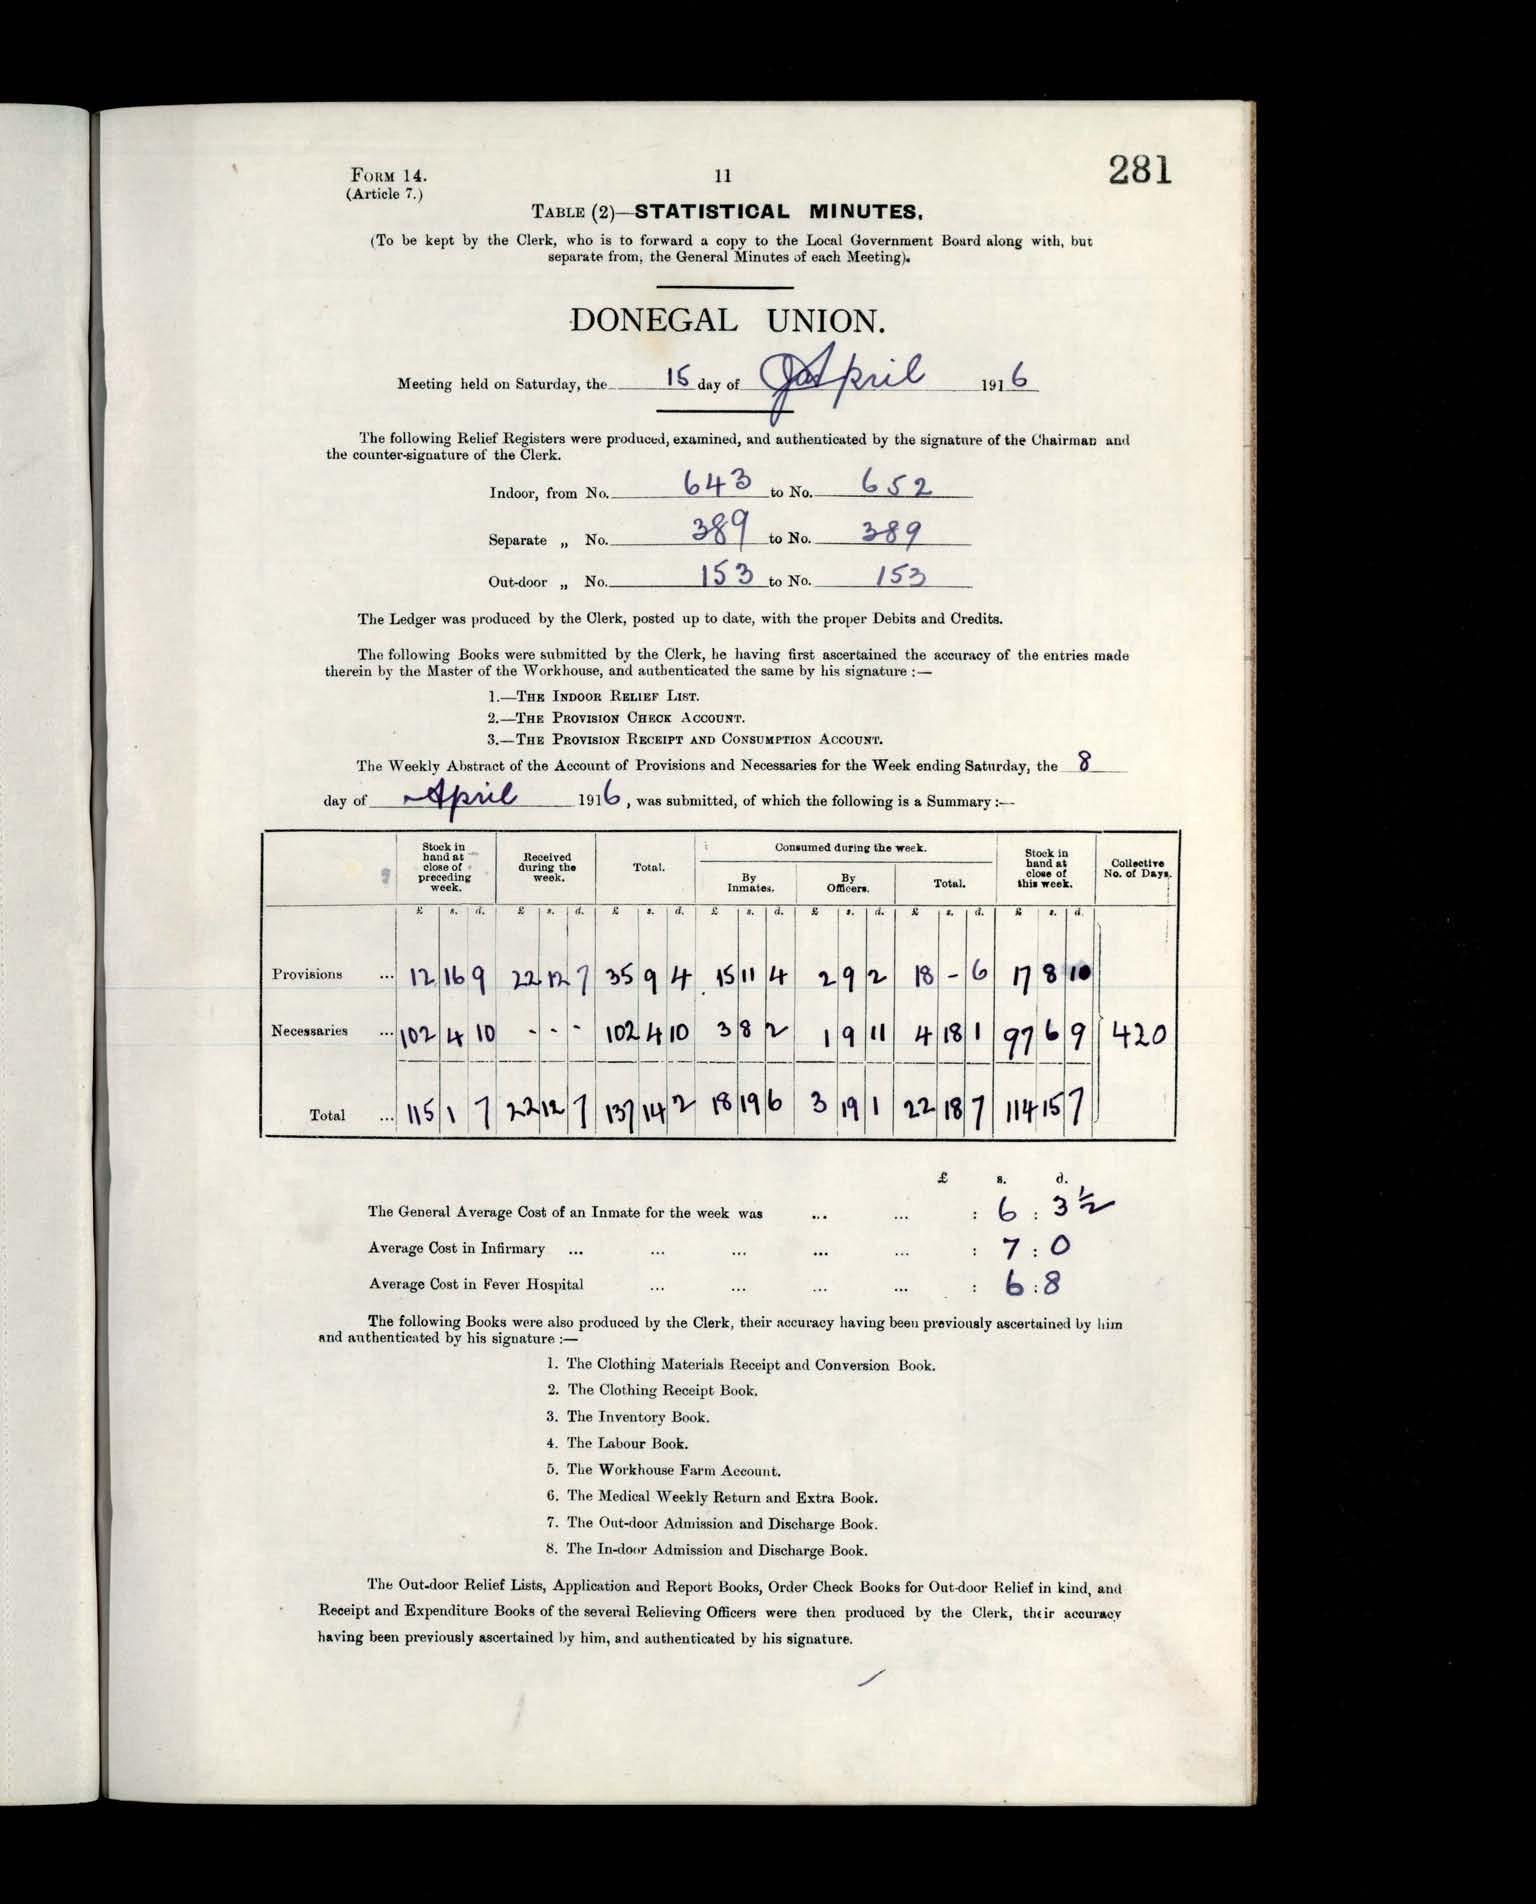 281
FORM 14.
11
(Article 7.)
TABLE (2)—STATISTICAL MINUTES.
(To be kept by the Clerk, who is to forward a copy to the Local Government Board along with, but
separate from, the General Minutes of each Meeting).
DONEGAL UNION.
Meeting held on Saturday, the 15 day of April 1916
The following Relief Registers were produced, examined, and authenticated by the signature of the Chairman and
the counter-signature of the Clerk.
Indoor, from No. 643 to No. 652
Separate „ No. 389 to No. 389
Out-door „ No. 153 to No. 153
The Ledger was produced by the Clerk, posted up to date, with the proper Debits and Credits.
The following Books were submitted by the Clerk, he having first ascertained the accuracy of the entries made
therein by the Master of the Workhouse, and authenticated the same by his signature :—
1.—THE INDOOR RELIEF LIST.
2.—THE PROVISION CHECK ACCOUNT.
3.—THE PROVISION RECEIPT AND CONSUMPTION ACCOUNT.
The Weekly Abstract of the Account of Provisions and Necessaries for the Week ending Saturday, the 8
day of April 1916, was submitted, of which the following is a Summary :—
Stock in hand at close of preceding week. Received during the week. Total. Consumed during the week. By Inmates. By Officers. Total. Stock in hand at close of this week. Collective No. of Days.
£ s. d. £ s. d. £ s. d. £ s. d. £ s. d. £ s. d. £ s. d.
Provisions ... 12 16 9 22 12 7 35 9 4 15 11 4 2 9 2 18 - 6 17 8 10
Necessaries ... 102 4 10 - - - 102 4 10 3 8 2 1 9 11 4 18 1 97 6 9 420
Total ... 115 1 7 22 12 7 137 14 2 18 19 6 3 19 1 22 18 7 114 15 7
£ s. d.
The General Average Cost of an Inmate for the week was ... ... : 6 : 3½
Average Cost in Infirmary ... ... ... ... ... : 7 : 0
Average Cost in Fever Hospital ... ... ... ... : 6 : 8
The following Books were also produced by the Clerk, their accuracy having been previously ascertained by him
and authenticated by his signature :—
1. The Clothing Materials Receipt and Conversion Book.
2. The Clothing Receipt Book.
3. The Inventory Book.
4. The Labour Book.
5. The Workhouse Farm Account.
6. The Medical Weekly Return and Extra Book.
7. The Out-door Admission and Discharge Book.
8. The In-door Admission and Discharge Book.
The Out-door Relief Lists, Application and Report Books, Order Check Books for Out-door Relief in kind, and
Receipt and Expenditure Books of the several Relieving Officers were then produced by the Clerk, their accuracy
having been previously ascertained by him, and authenticated by his signature.